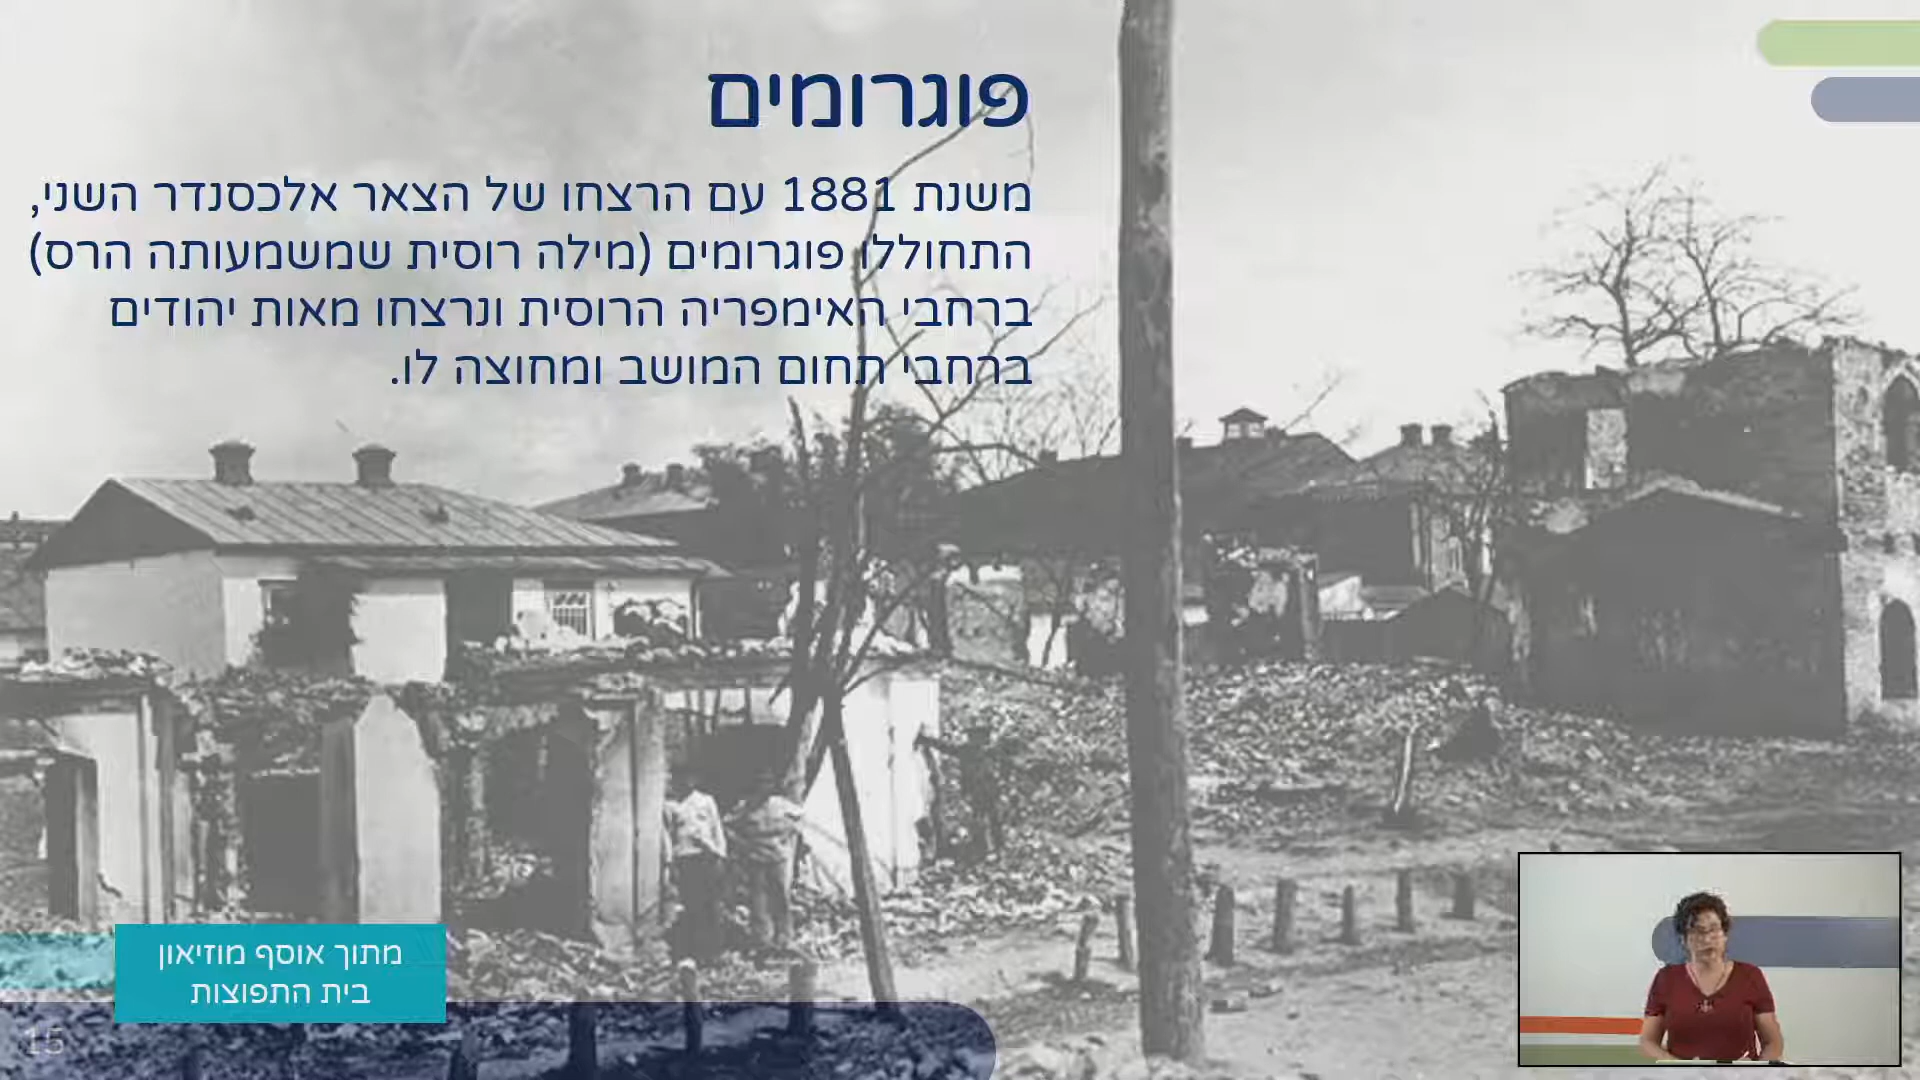 פוגרומים
משנת 1881 עם הרצחו של הצאר אלכסנדר השני,
התחוללו פוגרומים (מילה רוסית שמשמעותה הרס)
ברחבי האימפריה הרוסית ונרצחו מאות יהודים
ברחבי תחום המושב ומחוצה לו.
מתוך אוסף מוזיאון
בית התפוצות
15